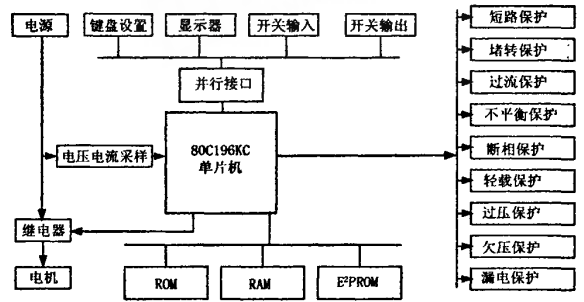 电源
键盘设置
显示器
开关输入
开关输出
并行接口
电压电流采样
80C196KC
单片机
继电器
电机
ROM
RAM
E²PROM
短路保护
堵转保护
过流保护
不平衡保护
断相保护
轻载保护
过压保护
欠压保护
漏电保护